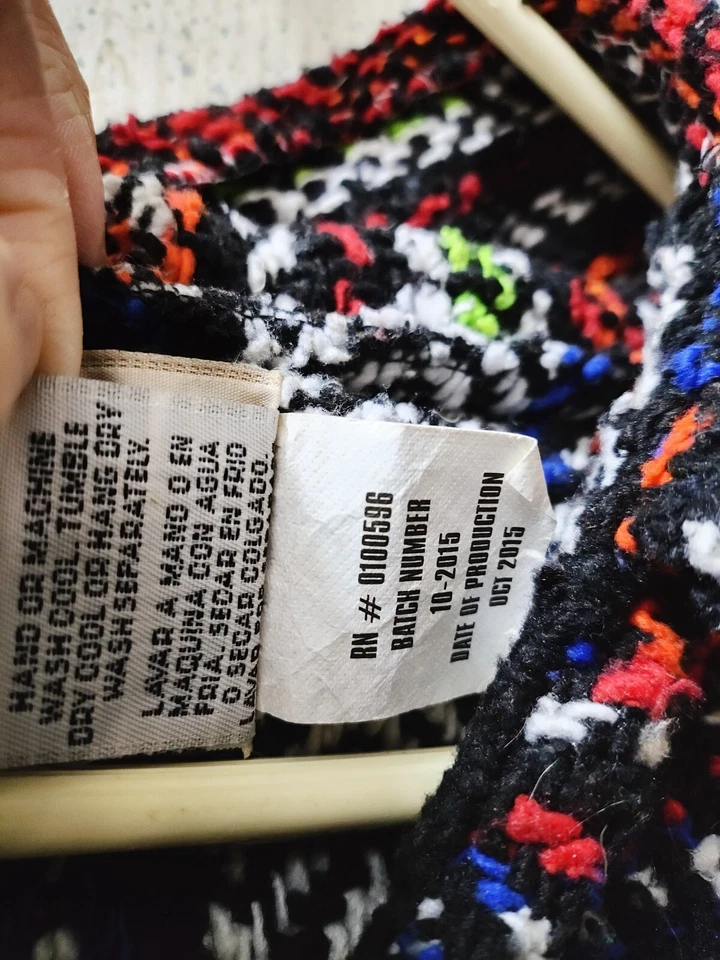 HAND OR MACHINE
WASH COOL, TUMBLE
DRY COOL OR HANG DRY
WASH SEPARATELY.
LAVAR A MANO O EN
MAQUINA CON AGUA
FRIA, SECAR EN FRIO
O SECAR COLGADO.
LAVAR
RN # 0100596
BATCH NUMBER
10-2015
DATE OF PRODUCTION
OCT 2015